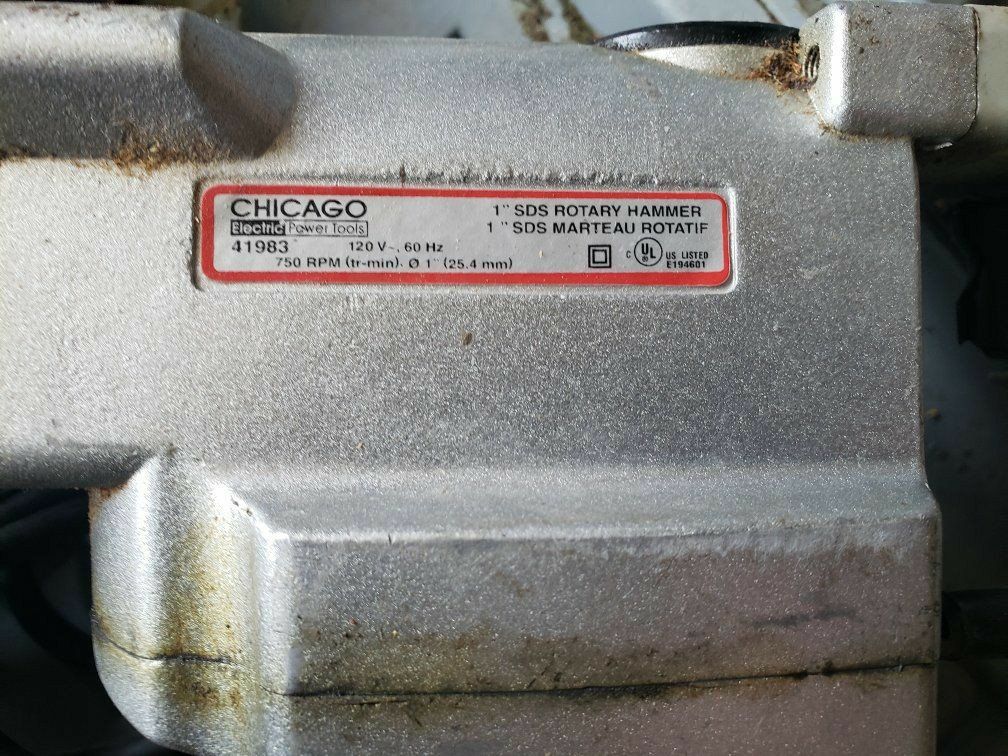 CHICAGO
Electric Power Tools
41983
120 V~, 60 Hz
750 RPM (tr-min). Ø 1" (25.4 mm)
1" SDS ROTARY HAMMER
1" SDS MARTEAU ROTATIF
C UL ® US LISTED
E194601